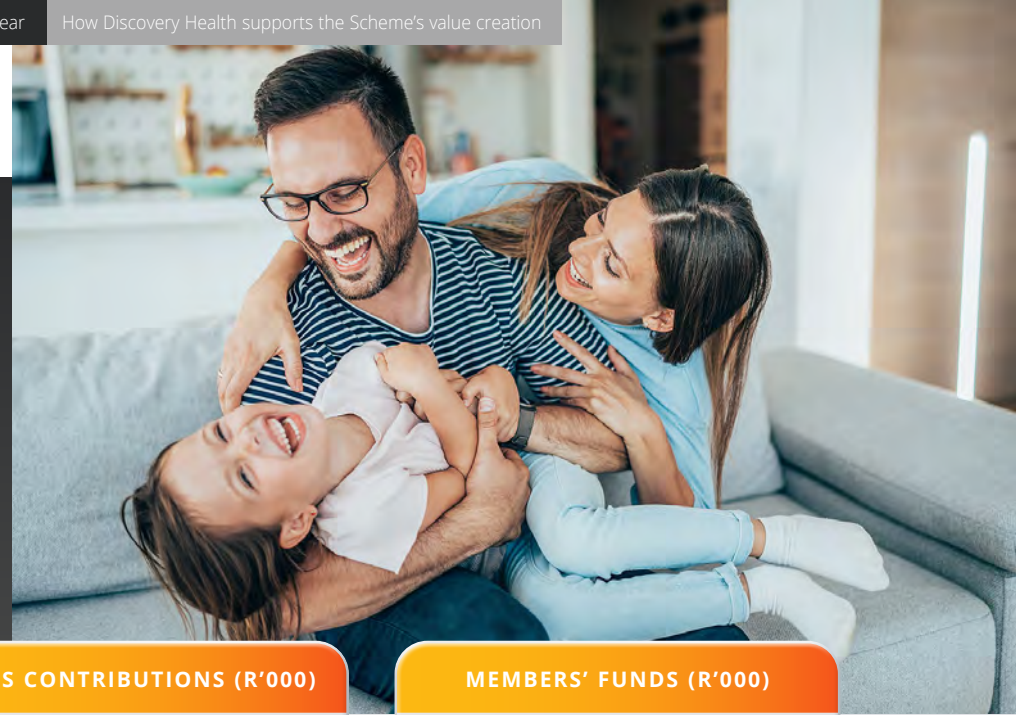 ear
How Discovery Health supports the Scheme’s value creation
S CONTRIBUTIONS (R’000)
MEMBERS’ FUNDS (R’000)